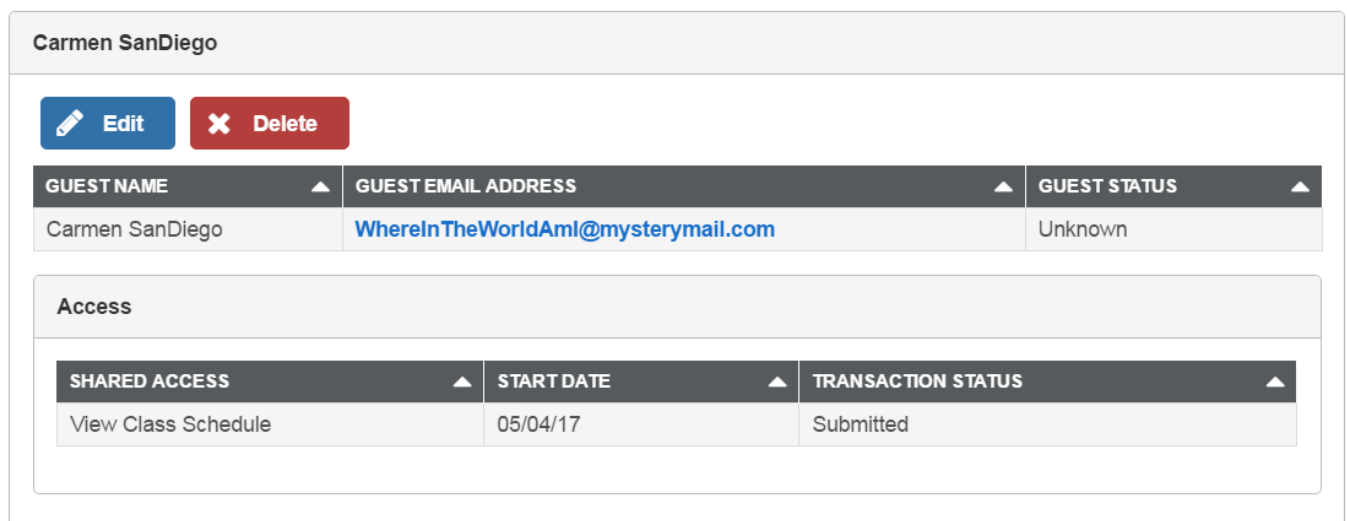 Carmen SanDiego
Edit Delete
GUEST NAME GUEST EMAIL ADDRESS GUEST STATUS
Carmen SanDiego WhereInTheWorldAmI@mysterymail.com Unknown
Access
SHARED ACCESS START DATE TRANSACTION STATUS
View Class Schedule 05/04/17 Submitted